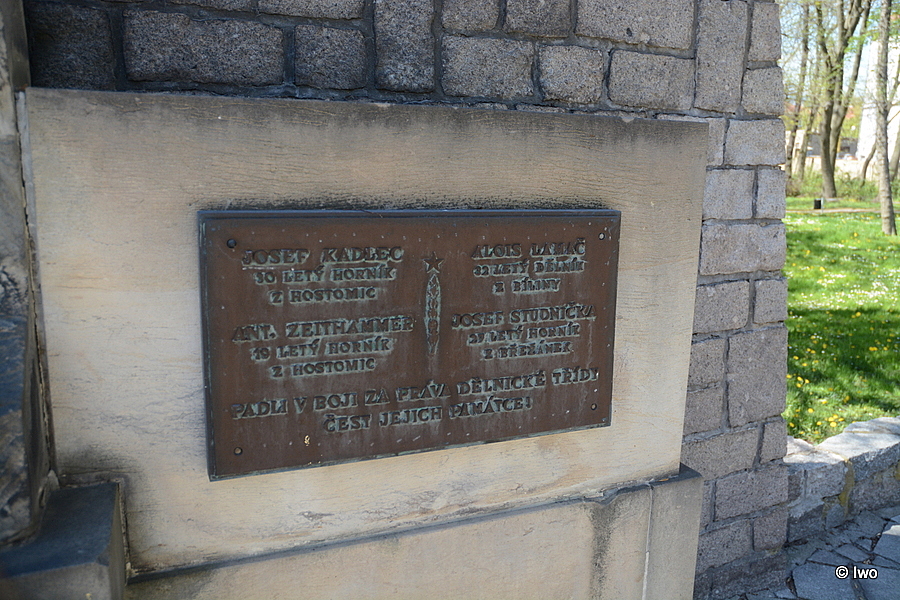 JOSEF KADLEC
LETÝ HORNÍK
Z HOSTOMIC
ANT. ZEITHAMMER
19 LETÝ HORNÍK
Z HOSTOMIC
ALOIS
LETÝ DĚLNÍK
Z BÍLINY
JOSEF STUDNIČKA
LETÝ HORNÍK
Z BŘEŽÁNEK
PADLI V BOJI ZA PRÁVA DĚLNICKÉ TŘÍDY
ČEST JEJICH PAMÁTCE!
© Iwo